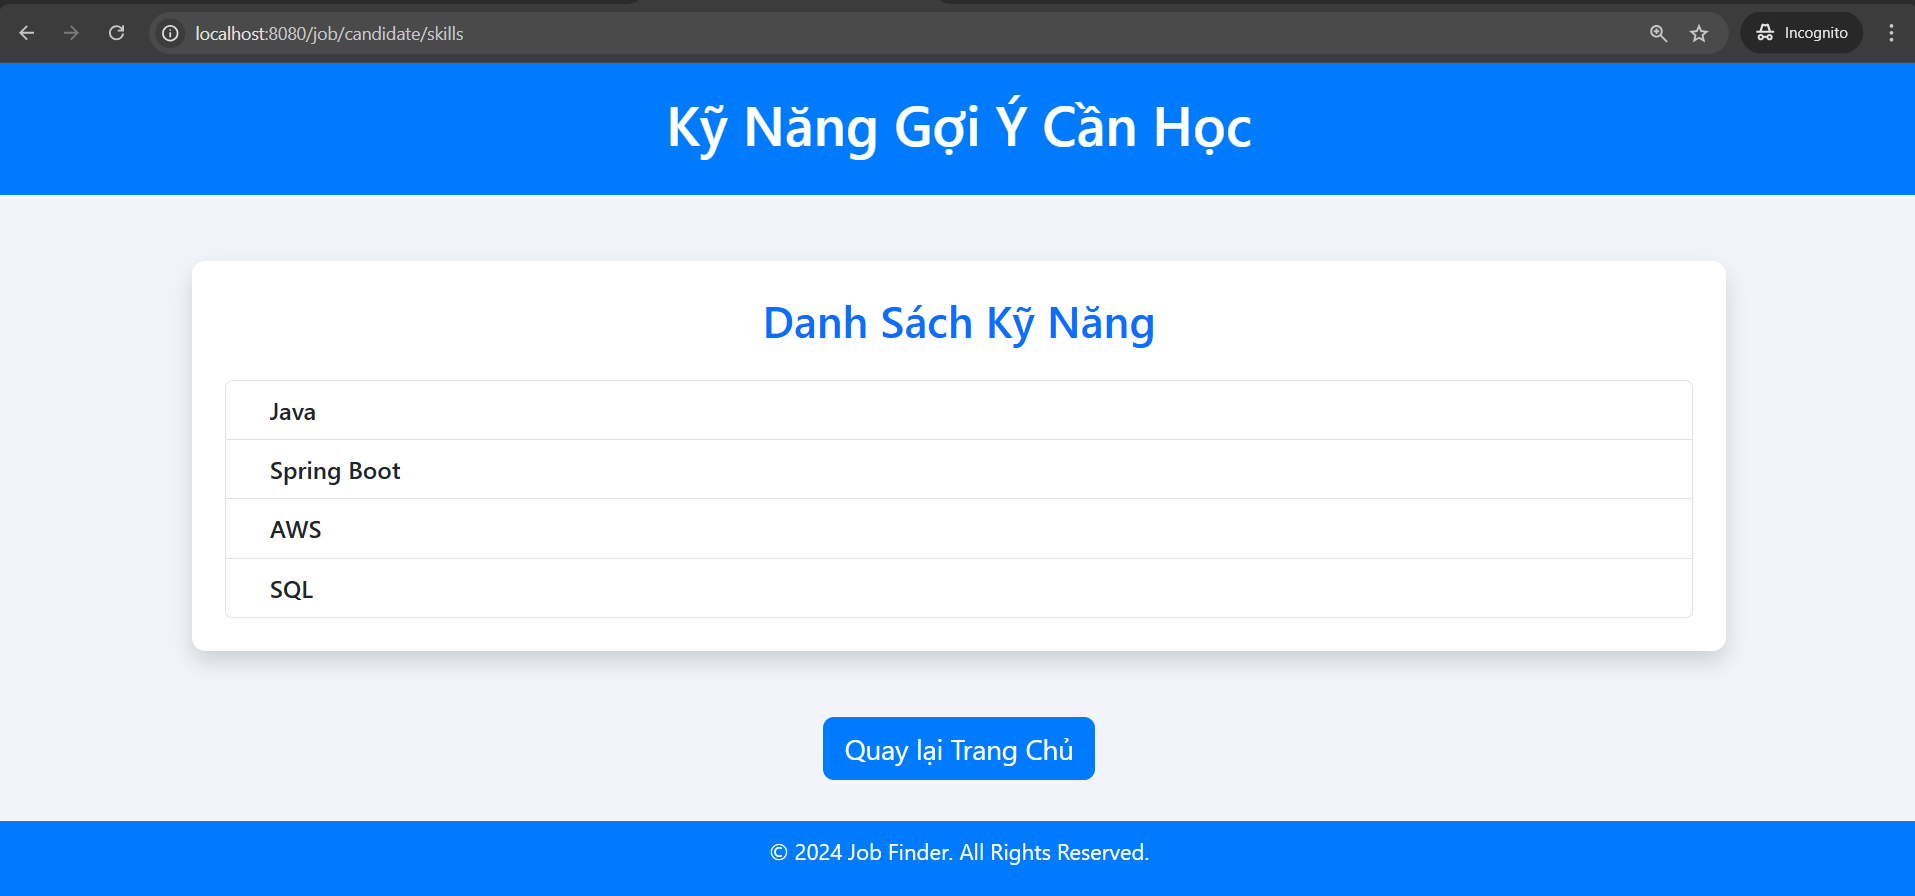 localhost:8080/job/candidate/skills
Incognito
Kỹ Năng Gợi Ý Cần Học
Danh Sách Kỹ Năng
Java
Spring Boot
AWS
SQL
Quay lại Trang Chủ
© 2024 Job Finder. All Rights Reserved.